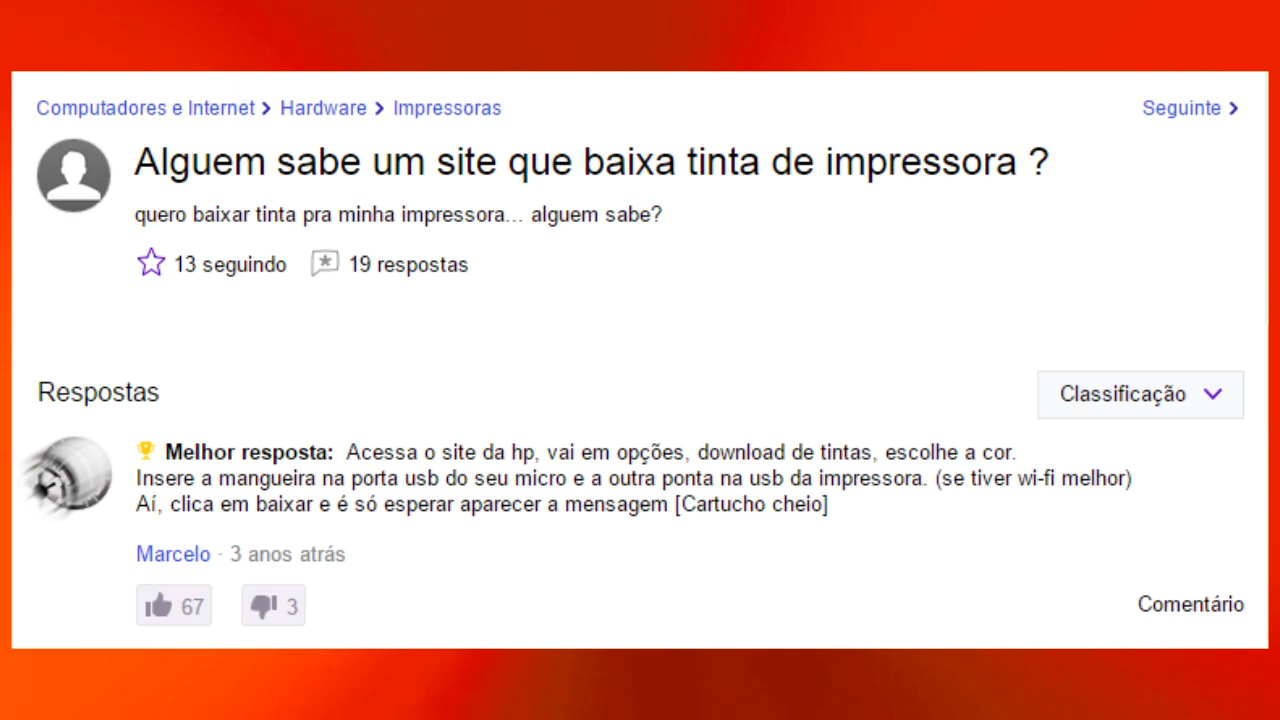 Computadores e Internet > Hardware > Impressoras
Seguinte >
Alguem sabe um site que baixa tinta de impressora ?
quero baixar tinta pra minha impressora... alguem sabe?
13 seguindo 19 respostas
Respostas
Classificação
Melhor resposta: Acessa o site da hp, vai em opções, download de tintas, escolhe a cor.
Insere a mangueira na porta usb do seu micro e a outra ponta na usb da impressora. (se tiver wi-fi melhor)
Aí, clica em baixar e é só esperar aparecer a mensagem [Cartucho cheio]
Marcelo · 3 anos atrás
67 3
Comentário